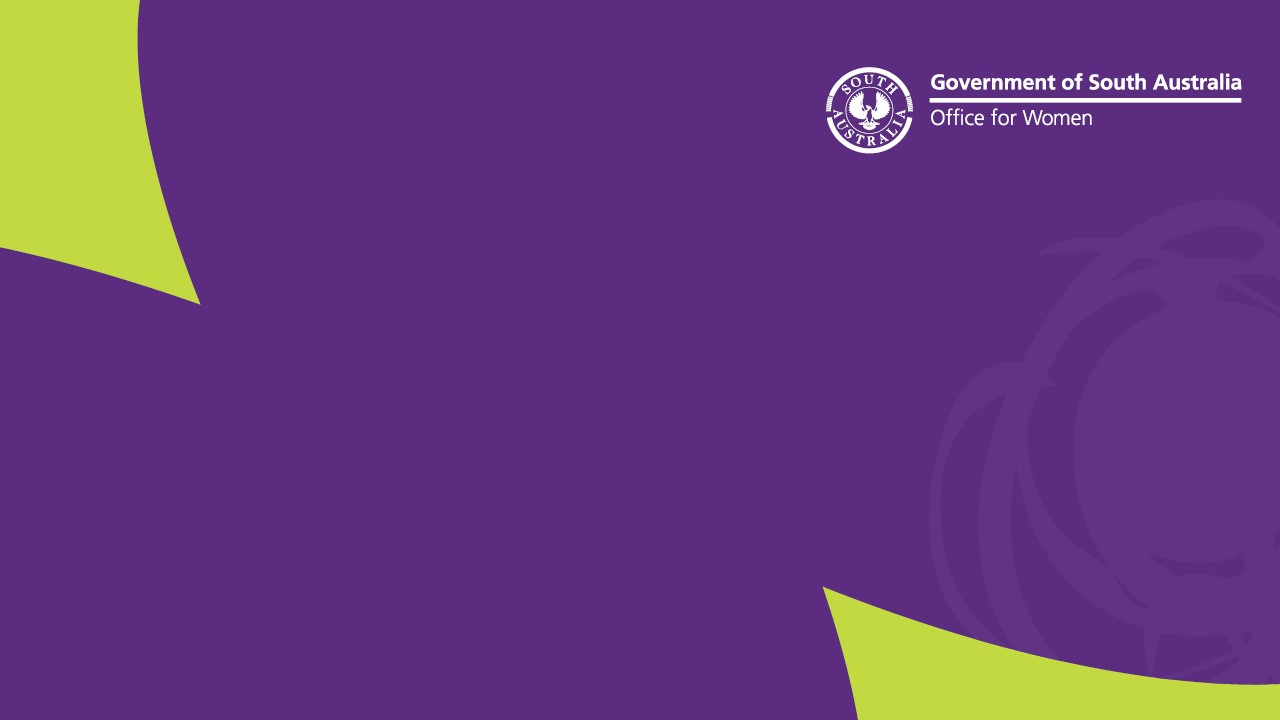 SOUTH
AUSTRALIA
Government of South Australia
Office for Women